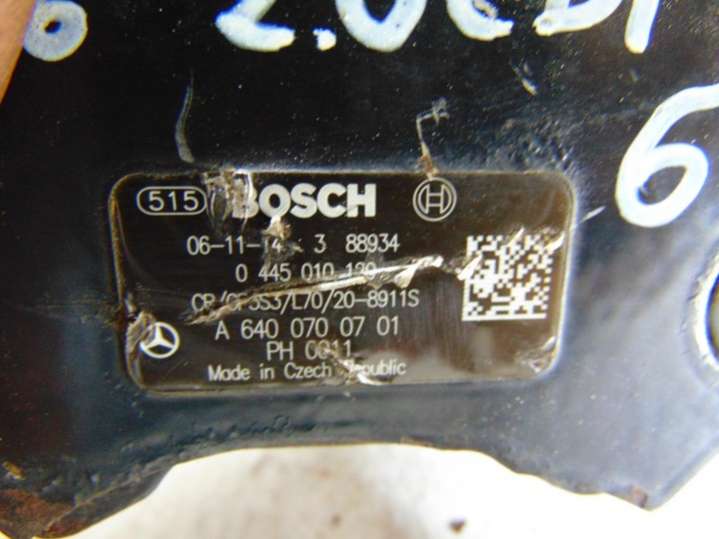 6 2.0CDI
6
515 BOSCH
06-11-14 3 88934
0 445 010
CP/CP3S3/L70/20-8911S
A 640 070 07 01
PH 0011
Made in Czech Republic